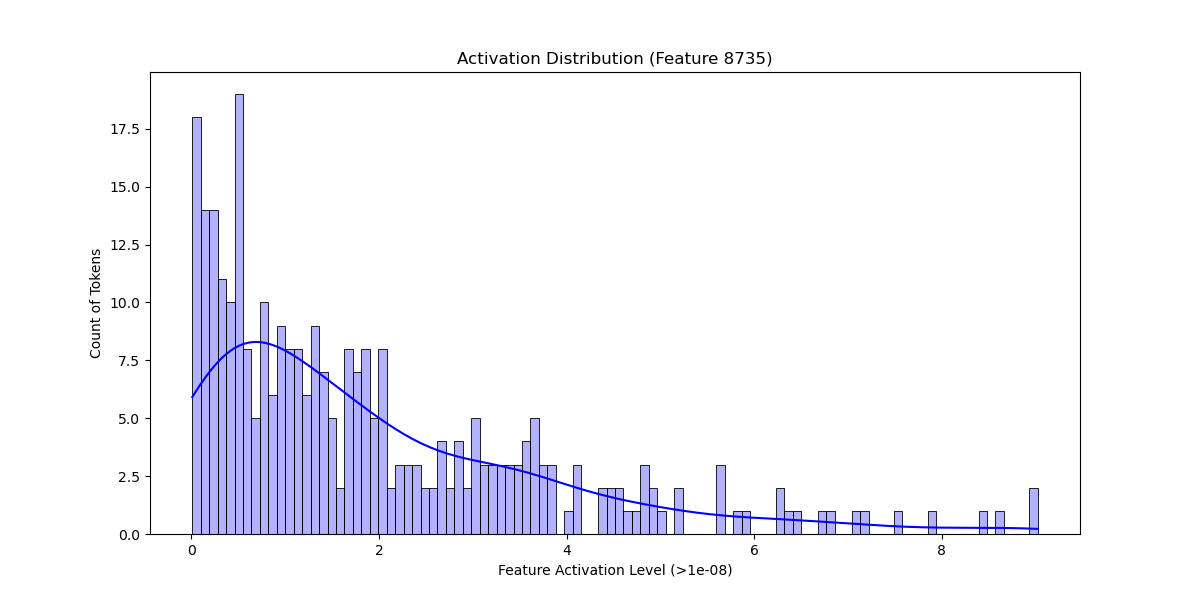 Activation Distribution (Feature 8735)
17.5
15.0
12.5
10.0
7.5
5.0
2.5
0.0
Count of Tokens
0 2 4 6 8
Feature Activation Level (>1e-08)